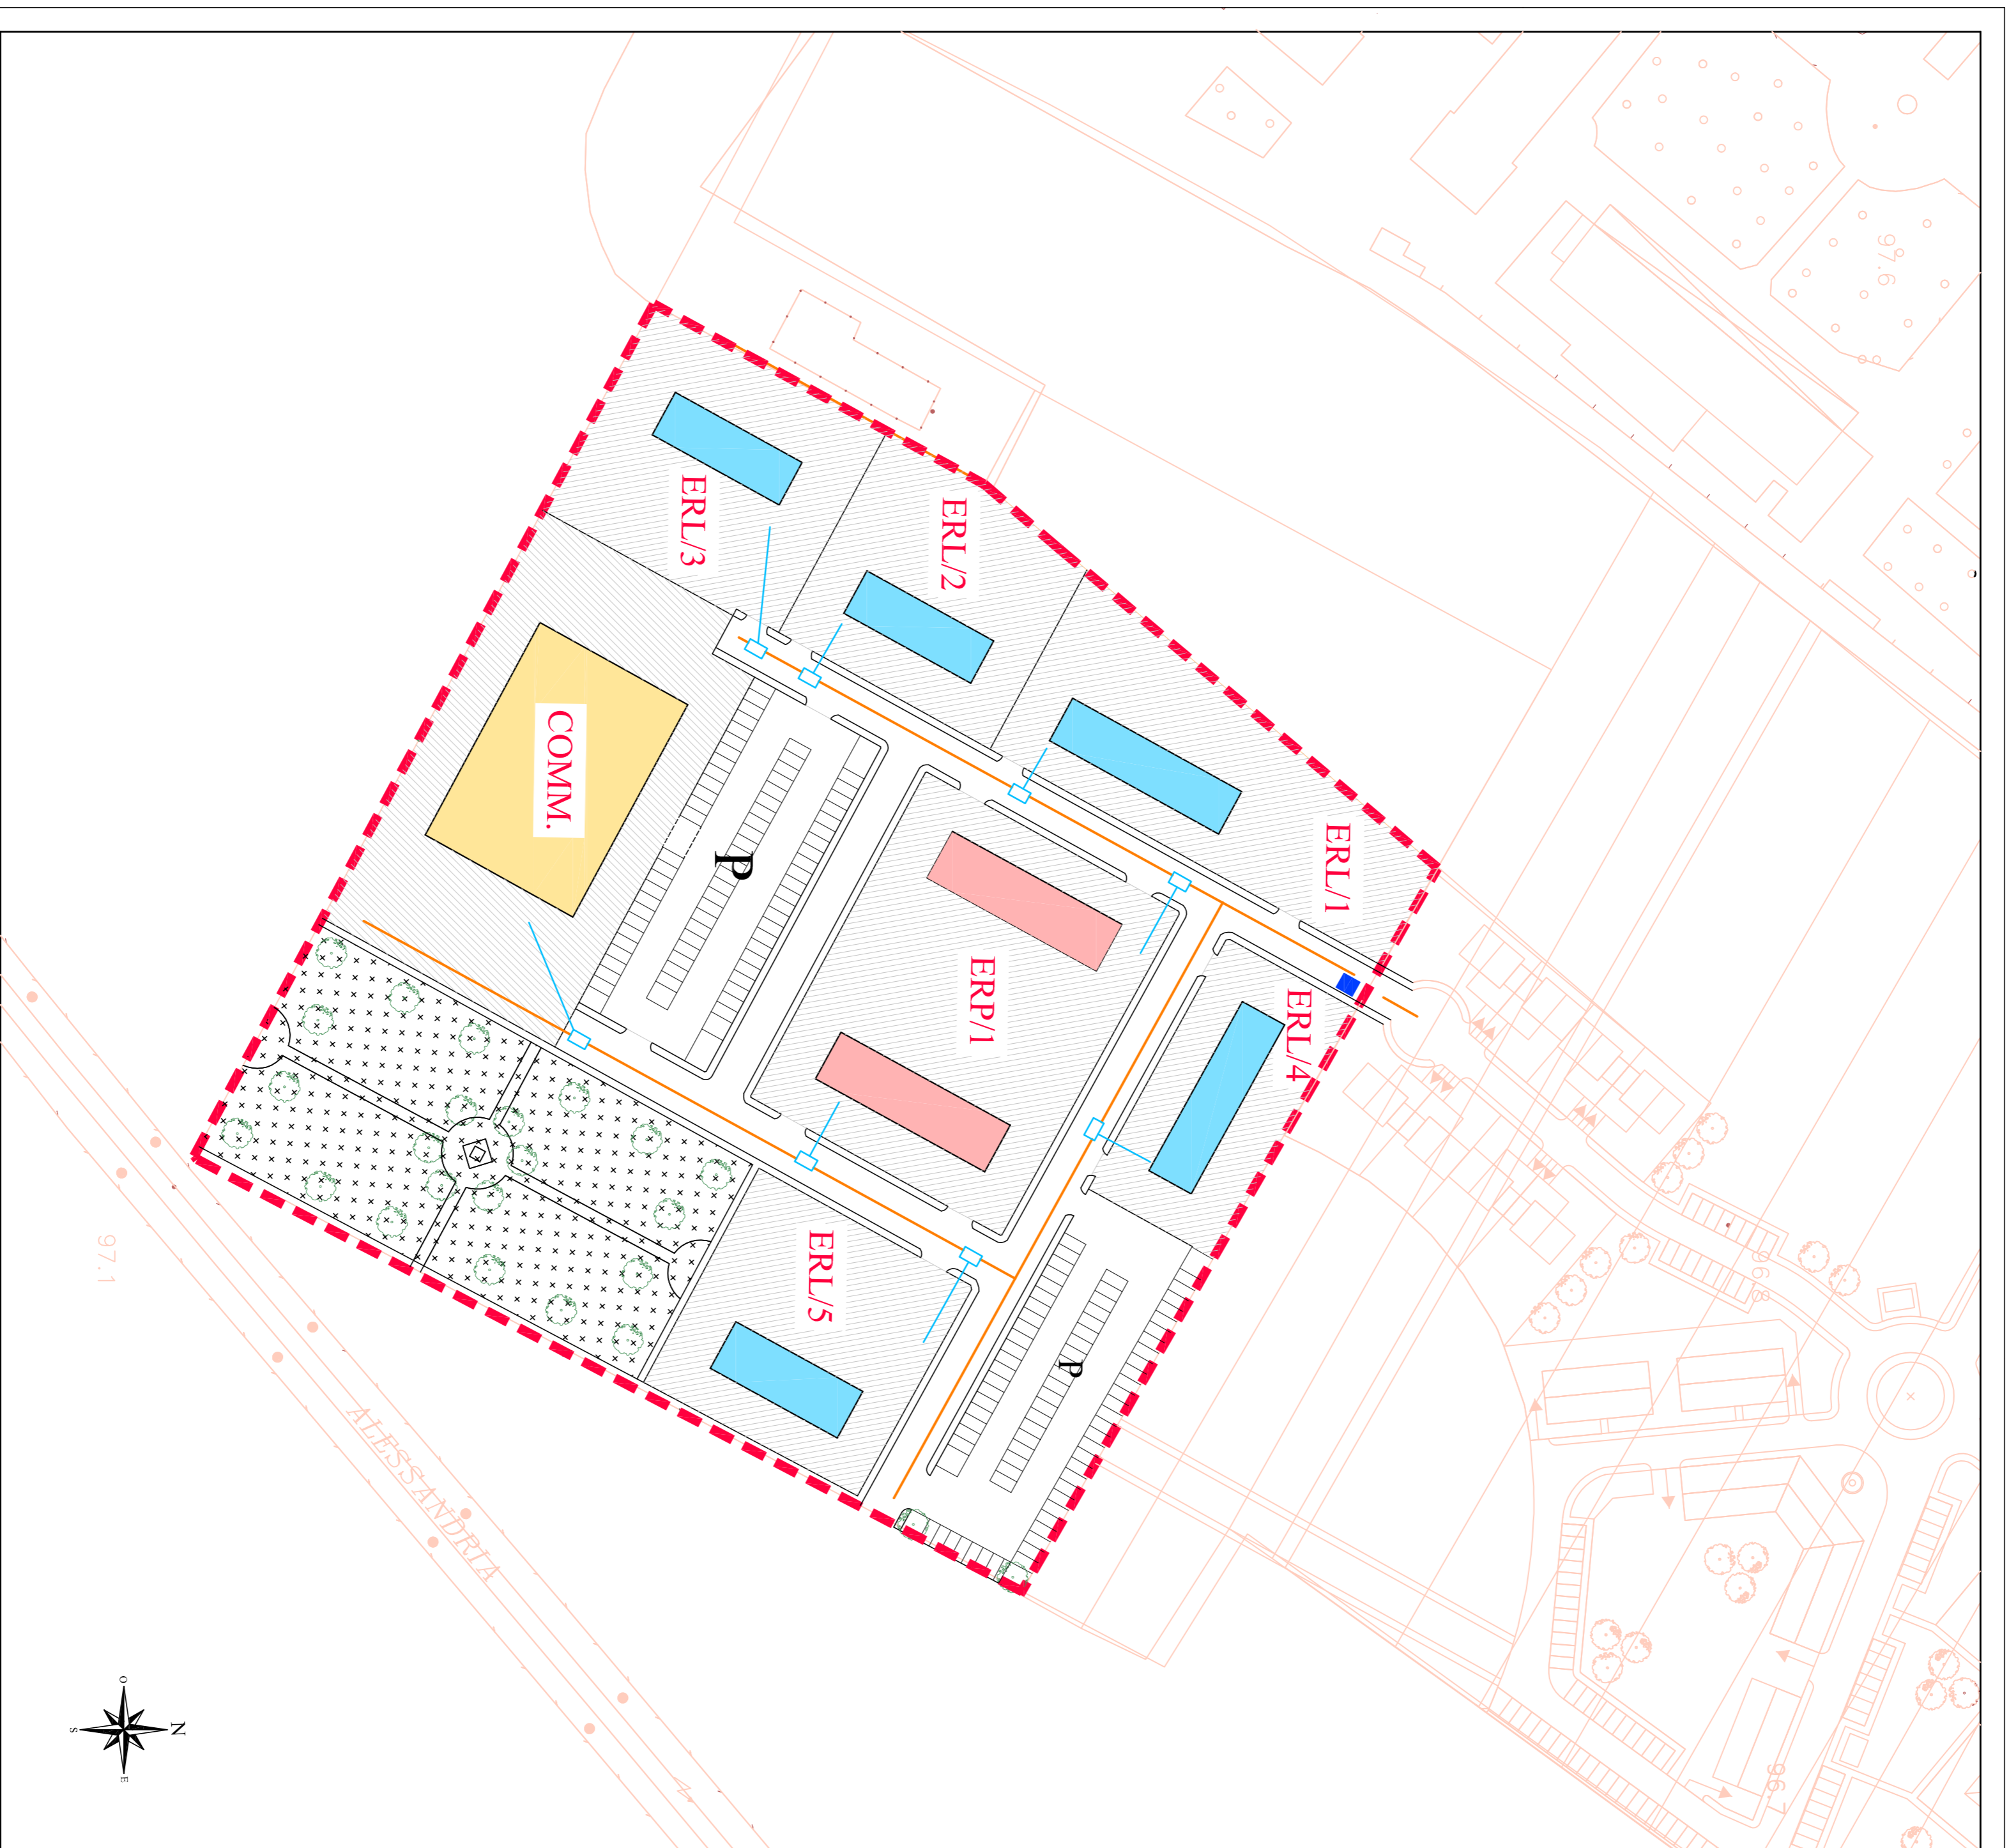 ERL/3
ERL/2
ERL/1
COMM.
P
ERP/1
ERL/4
ERL/5
P
97.6
97.1
96.8
96.7
ALESSANDRIA
N
O
S
E